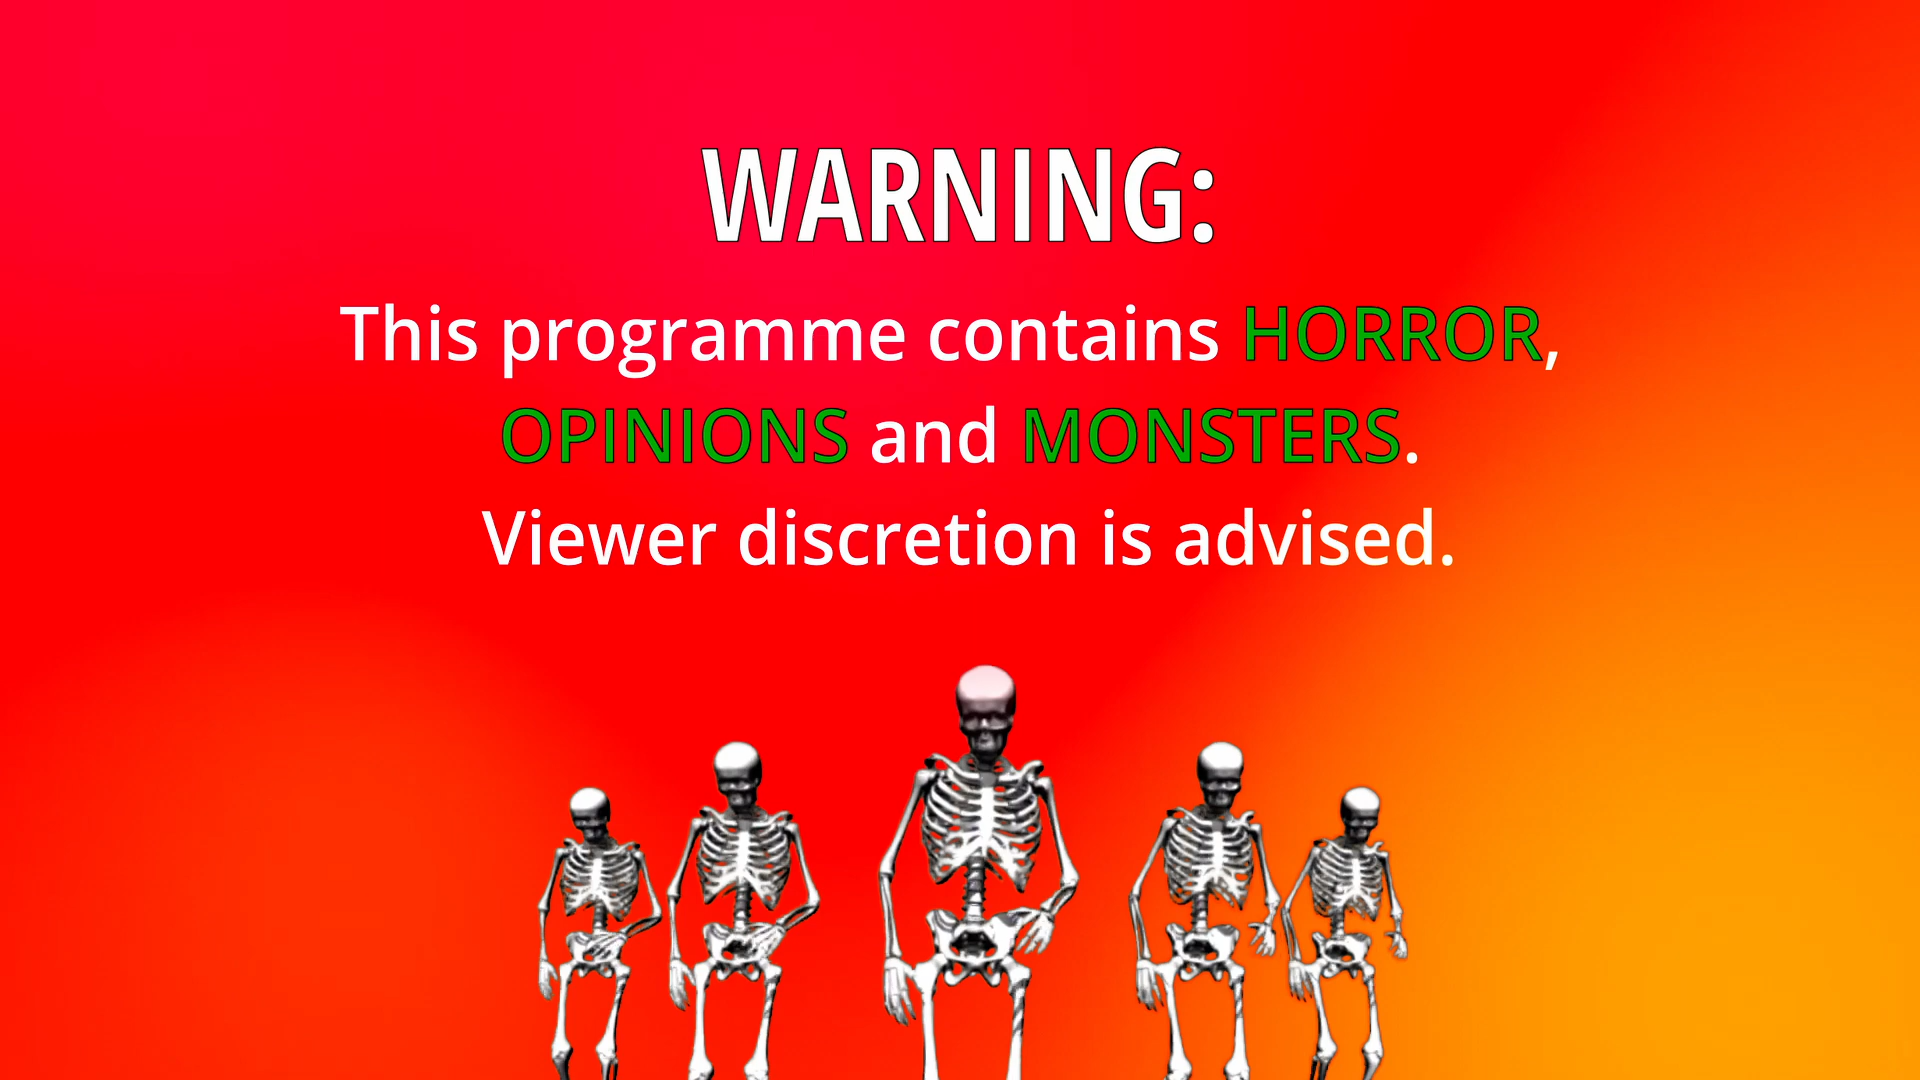 WARNING:
This programme contains HORROR,
OPINIONS and MONSTERS.
Viewer discretion is advised.